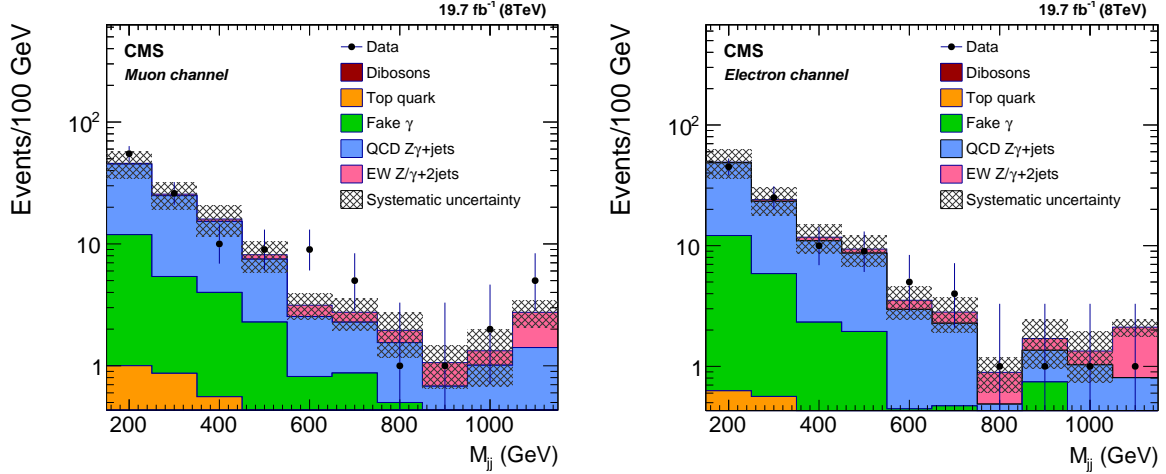 19.7 fb⁻¹ (8TeV)
CMS
Muon channel
Data
Dibosons
Top quark
Fake γ
QCD Zγ+jets
EW Z/γ+2jets
Systematic uncertainty
Events/100 GeV
10²
10
1
200 400 600 800 1000
M_jj (GeV)
19.7 fb⁻¹ (8TeV)
CMS
Electron channel
Data
Dibosons
Top quark
Fake γ
QCD Zγ+jets
EW Z/γ+2jets
Systematic uncertainty
Events/100 GeV
10²
10
1
200 400 600 800 1000
M_jj (GeV)